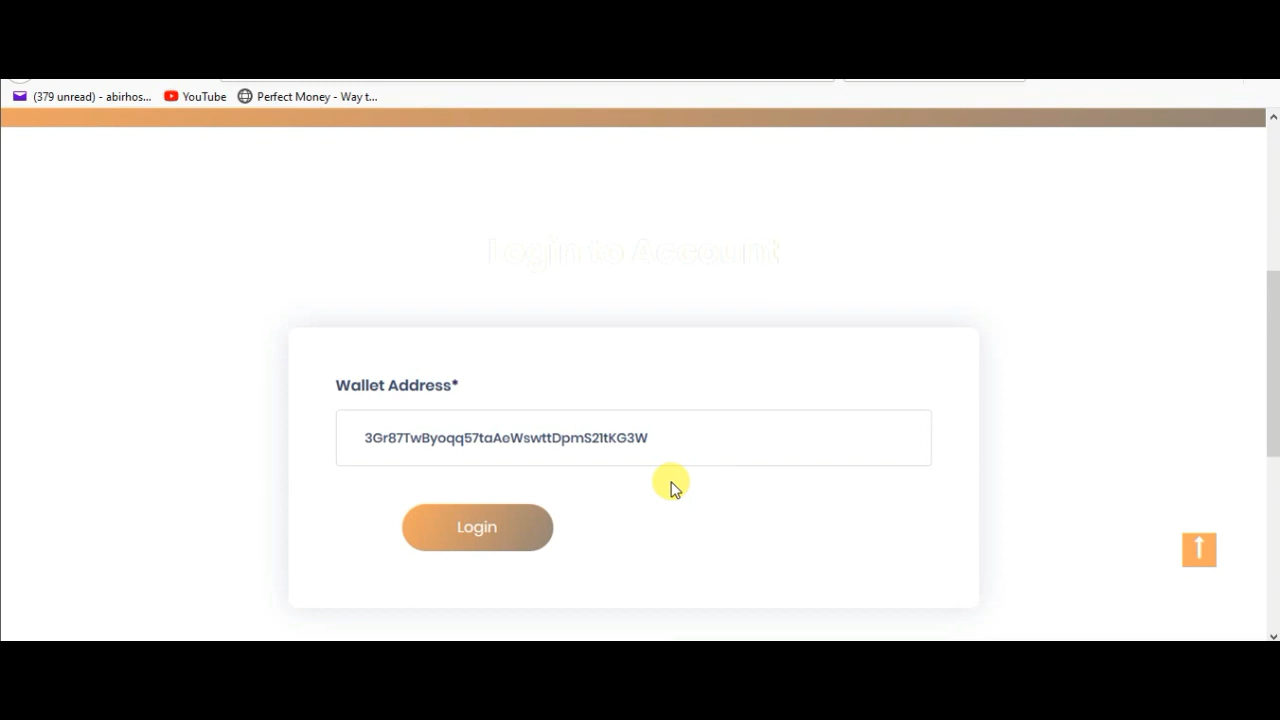 (379 unread) - abirhos... YouTube Perfect Money - Way t...
Login to Account
Wallet Address*
3Gr87TwByoqq57taAeWswttDpmS21tKG3W
Login